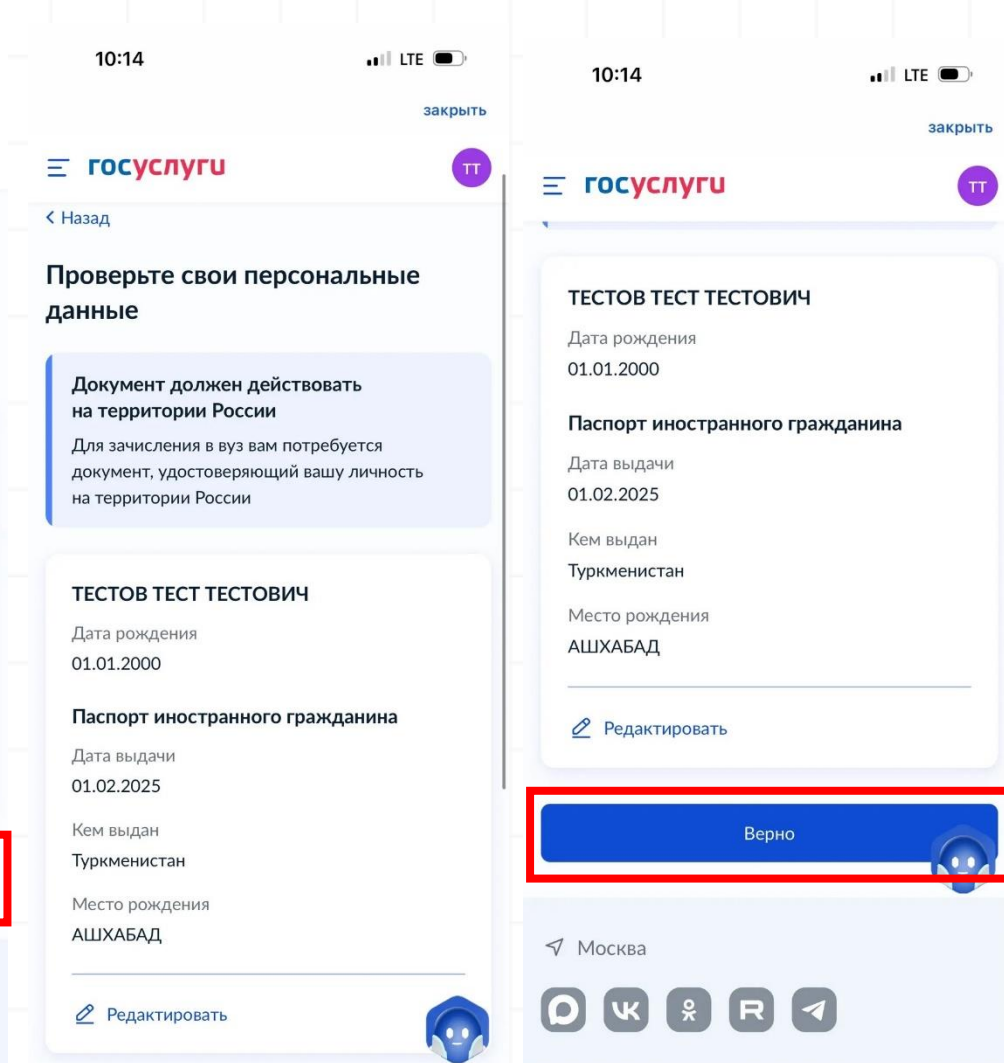 10:14
LTE
закрыть
госуслуги
ТТ
Назад
Проверьте свои персональные
данные
Документ должен действовать
на территории России
Для зачисления в вуз вам потребуется
документ, удостоверяющий вашу личность
на территории России
ТЕСТОВ ТЕСТ ТЕСТОВИЧ
Дата рождения
01.01.2000
Паспорт иностранного гражданина
Дата выдачи
01.02.2025
Кем выдан
Туркменистан
Место рождения
АШХАБАД
Редактировать
10:14
LTE
закрыть
госуслуги
ТТ
ТЕСТОВ ТЕСТ ТЕСТОВИЧ
Дата рождения
01.01.2000
Паспорт иностранного гражданина
Дата выдачи
01.02.2025
Кем выдан
Туркменистан
Место рождения
АШХАБАД
Редактировать
Верно
Москва